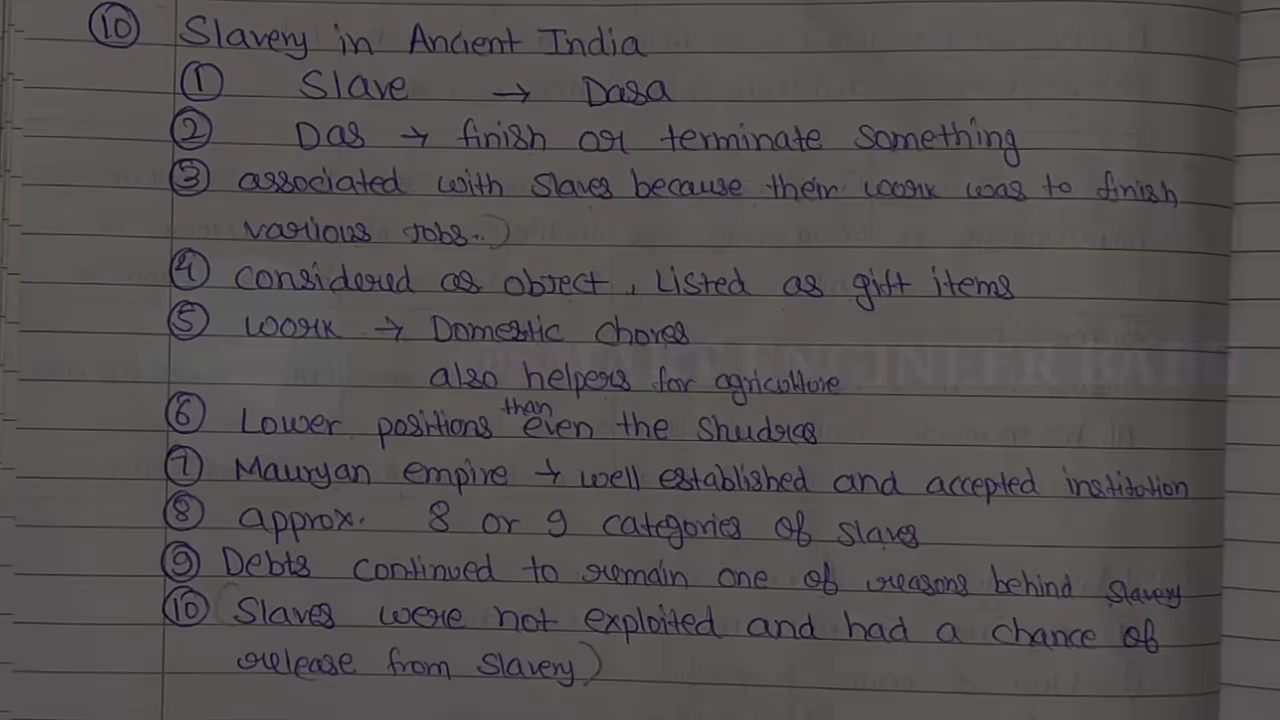 ⑩ Slavery in Ancient India
① Slave → Dasa
② Das → finish or terminate something
③ associated with slaves because their work was to finish
various jobs..)
④ considered as object, Listed as gift items
⑤ work → Domestic chores
also helpers for agriculture
⑥ Lower positions than even the shudras
⑦ Mauryan empire → well established and accepted institution
⑧ approx. 8 or 9 categories of slaves
⑨ Debts continued to remain one of reasons behind slavery
⑩ (Slaves were not exploited and had a chance of
release from slavery)